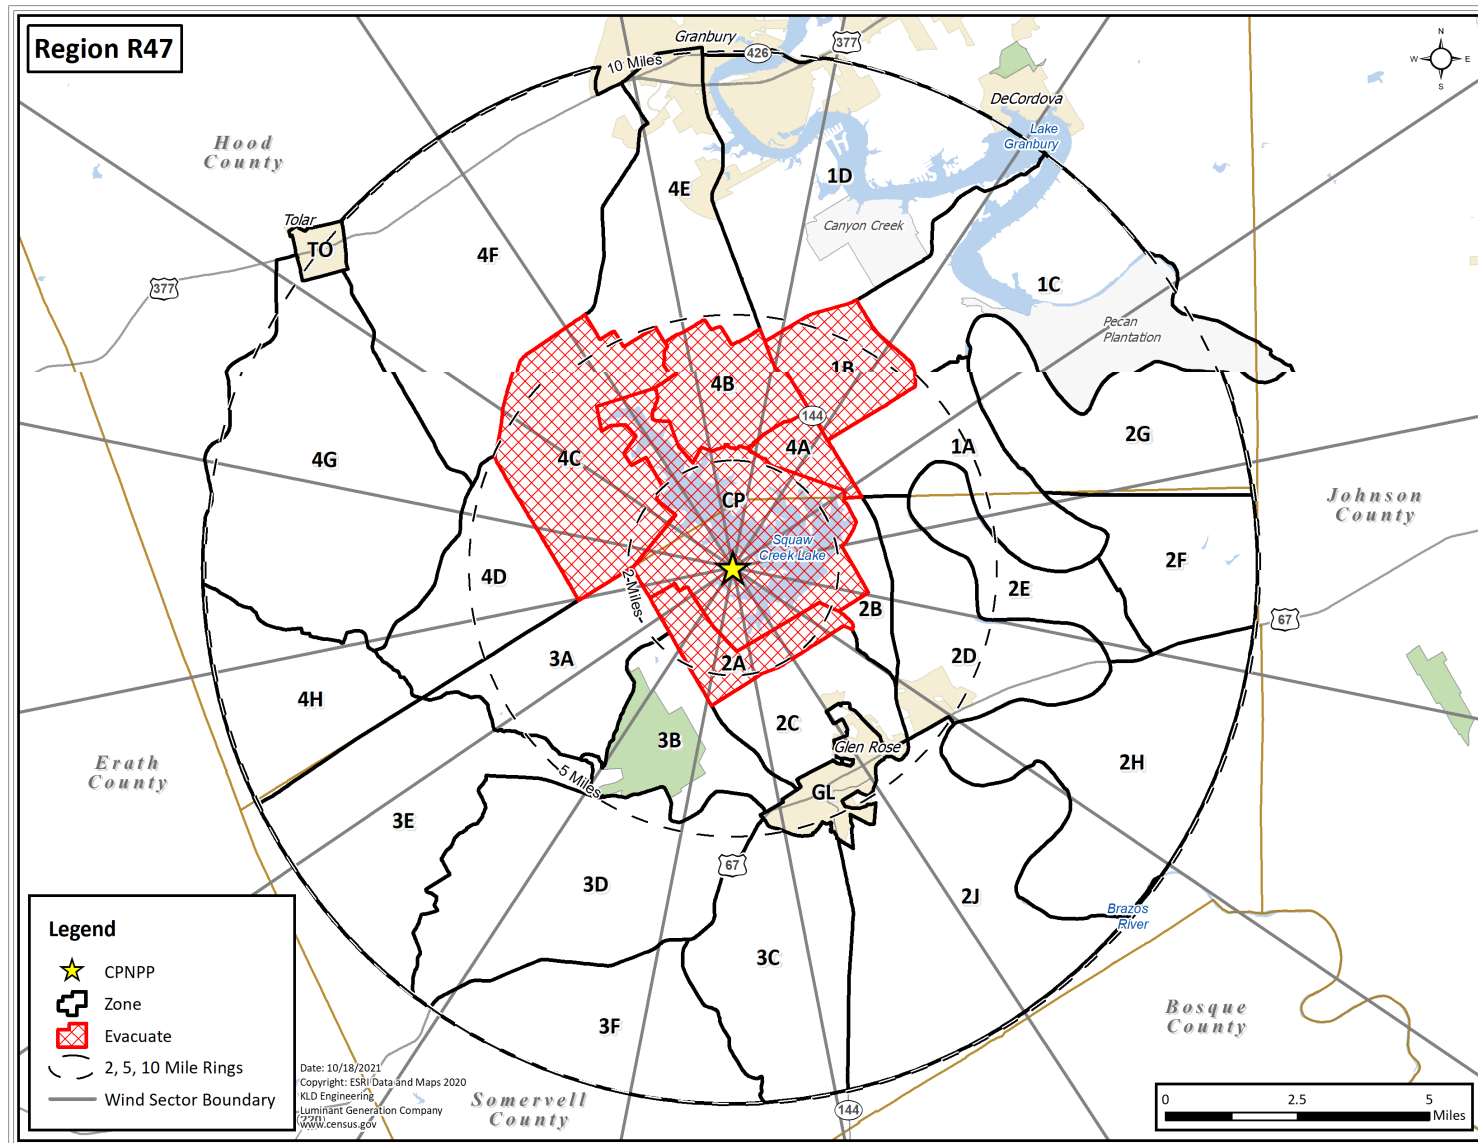 Region R47
Granbury
10 Miles
426
377
N
W
E
S
DeCordova
Lake
Granbury
Hood
County
4E
1D
Tolar
TO
4F
Canyon Creek
377
1C
Pecan
Plantation
4B
1B
144
4G
4C
4A
1A
2G
CP
Johnson
County
Squaw
Creek Lake
4D
2-Miles
2B
2E
2F
67
3A
2A
2D
4H
2C
3B
Glen Rose
Erath
County
5 Miles
GL
2H
3E
67
3D
2J
Brazos
River
3C
3F
Bosque
County
Legend
CPNPP
Zone
Evacuate
2, 5, 10 Mile Rings
Wind Sector Boundary
Date: 10/18/2021
Copyright: ESRI Data and Maps 2020
KLD Engineering
Luminant Generation Company
www.census.gov
220
Somervell
County
144
0
2.5
5
Miles